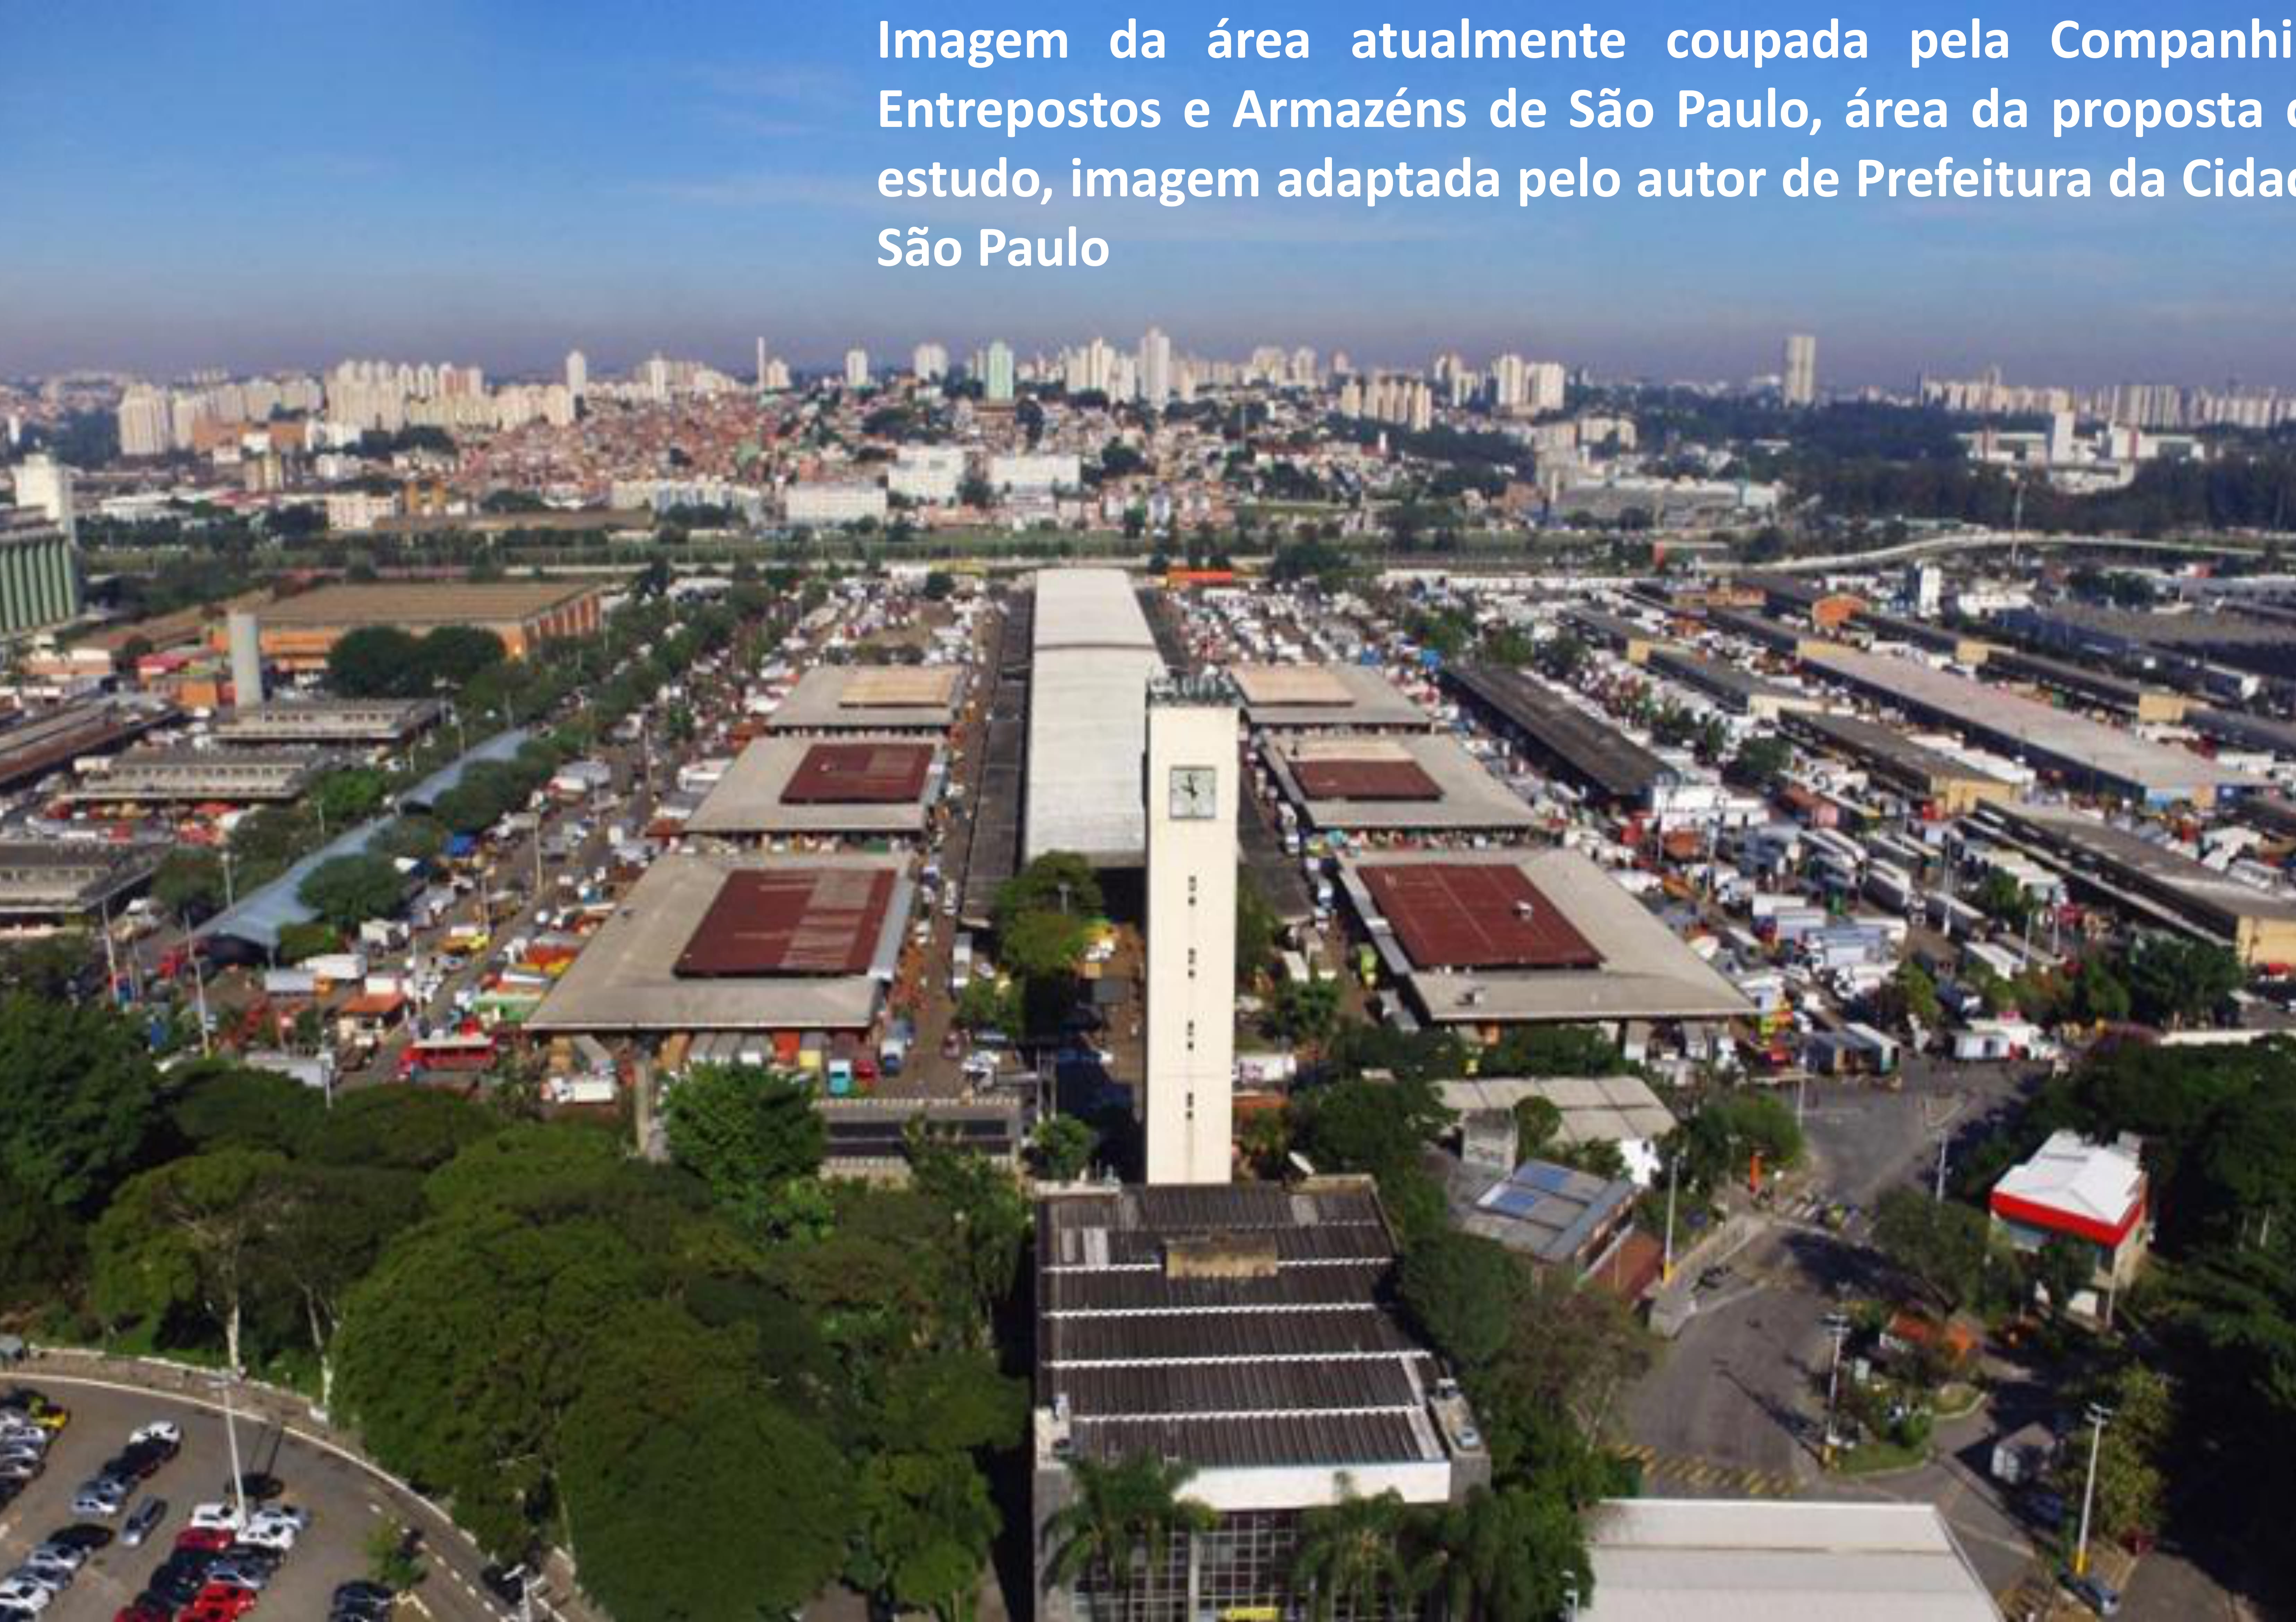 Imagem da área atualmente coupada pela Companhi
Entrepostos e Armazéns de São Paulo, área da proposta d
estudo, imagem adaptada pelo autor de Prefeitura da Cidad
São Paulo